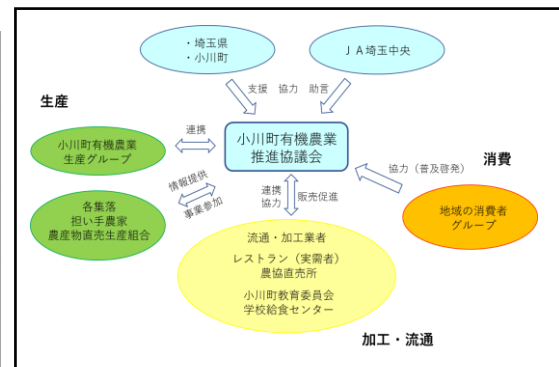 ・埼玉県
・小川町
ＪＡ埼玉中央
支援　協力　助言
生産
小川町有機農業
生産グループ
連携
小川町有機農業
推進協議会
消費
協力（普及啓発）
情報提供
事業参加
各集落
担い手農家
農産物直売生産組合
連携
協力
販売促進
地域の消費者
グループ
流通・加工業者
レストラン（実需者）
農協直売所
小川町教育委員会
学校給食センター
加工・流通